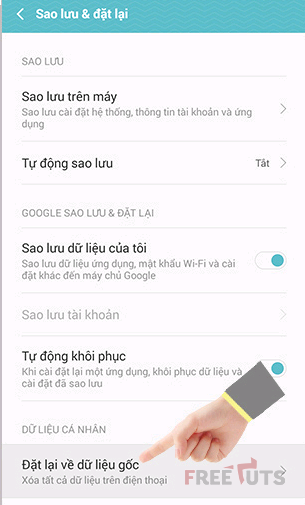 Sao lưu & đặt lại
SAO LƯU
Sao lưu trên máy
Sao lưu cài đặt hệ thống, thông tin tài khoản và ứng
dụng
Tự động sao lưu
Tắt
GOOGLE SAO LƯU & ĐẶT LẠI
Sao lưu dữ liệu của tôi
Sao lưu dữ liệu ứng dụng, mật khẩu Wi-Fi và cài
đặt khác đến máy chủ Google
Sao lưu tài khoản
Tự động khôi phục
Khi cài đặt lại một ứng dụng, khôi phục dữ liệu và
cài đặt đã sao lưu
DỮ LIỆU CÁ NHÂN
Đặt lại về dữ liệu gốc
Xóa tất cả dữ liệu trên điện thoại
FREETUTS